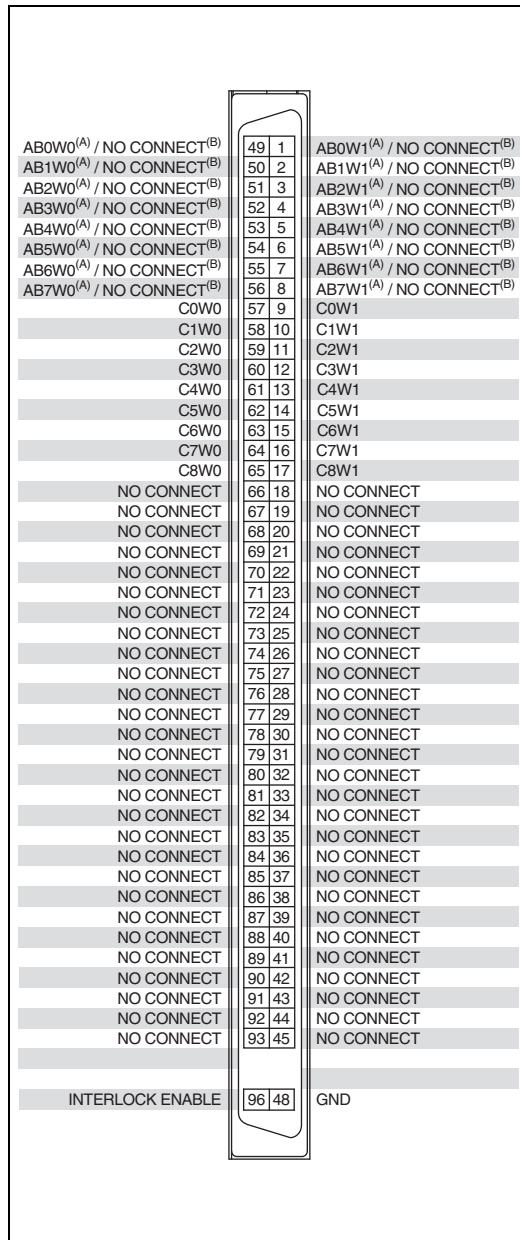 AB0W0(A) / NO CONNECT(B) 49 1 AB0W1(A) / NO CONNECT(B)
AB1W0(A) / NO CONNECT(B) 50 2 AB1W1(A) / NO CONNECT(B)
AB2W0(A) / NO CONNECT(B) 51 3 AB2W1(A) / NO CONNECT(B)
AB3W0(A) / NO CONNECT(B) 52 4 AB3W1(A) / NO CONNECT(B)
AB4W0(A) / NO CONNECT(B) 53 5 AB4W1(A) / NO CONNECT(B)
AB5W0(A) / NO CONNECT(B) 54 6 AB5W1(A) / NO CONNECT(B)
AB6W0(A) / NO CONNECT(B) 55 7 AB6W1(A) / NO CONNECT(B)
AB7W0(A) / NO CONNECT(B) 56 8 AB7W1(A) / NO CONNECT(B)
C0W0 57 9 C0W1
C1W0 58 10 C1W1
C2W0 59 11 C2W1
C3W0 60 12 C3W1
C4W0 61 13 C4W1
C5W0 62 14 C5W1
C6W0 63 15 C6W1
C7W0 64 16 C7W1
C8W0 65 17 C8W1
NO CONNECT 66 18 NO CONNECT
NO CONNECT 67 19 NO CONNECT
NO CONNECT 68 20 NO CONNECT
NO CONNECT 69 21 NO CONNECT
NO CONNECT 70 22 NO CONNECT
NO CONNECT 71 23 NO CONNECT
NO CONNECT 72 24 NO CONNECT
NO CONNECT 73 25 NO CONNECT
NO CONNECT 74 26 NO CONNECT
NO CONNECT 75 27 NO CONNECT
NO CONNECT 76 28 NO CONNECT
NO CONNECT 77 29 NO CONNECT
NO CONNECT 78 30 NO CONNECT
NO CONNECT 79 31 NO CONNECT
NO CONNECT 80 32 NO CONNECT
NO CONNECT 81 33 NO CONNECT
NO CONNECT 82 34 NO CONNECT
NO CONNECT 83 35 NO CONNECT
NO CONNECT 84 36 NO CONNECT
NO CONNECT 85 37 NO CONNECT
NO CONNECT 86 38 NO CONNECT
NO CONNECT 87 39 NO CONNECT
NO CONNECT 88 40 NO CONNECT
NO CONNECT 89 41 NO CONNECT
NO CONNECT 90 42 NO CONNECT
NO CONNECT 91 43 NO CONNECT
NO CONNECT 92 44 NO CONNECT
NO CONNECT 93 45 NO CONNECT
INTERLOCK ENABLE 96 48 GND